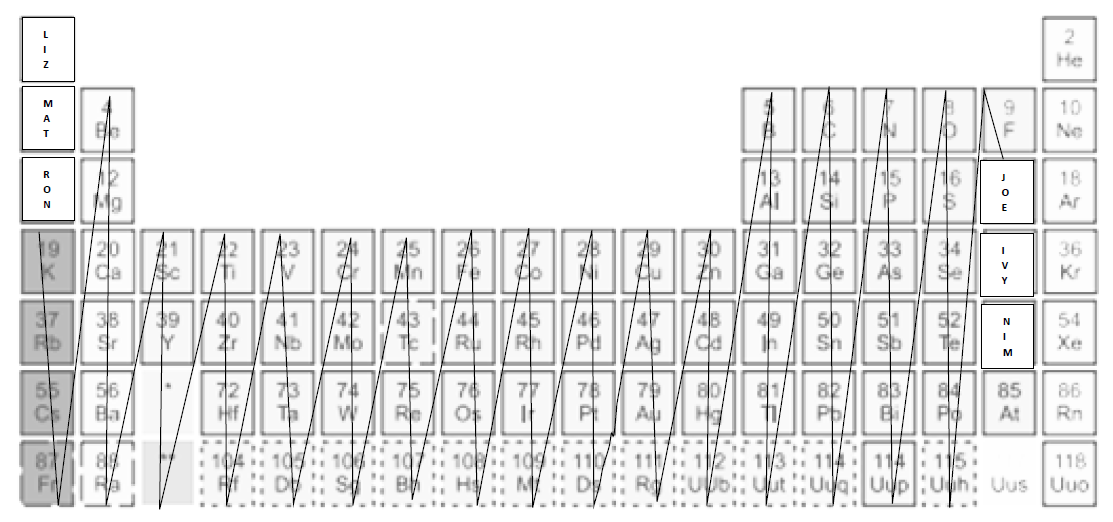 LIZ 2
He
MAT 4 5 6 7 8 9 10
Be B C N O F Ne
RON 12 13 14 15 16 JOE 18
Mg Al Si P S Ar
19 20 21 22 23 24 25 26 27 28 29 30 31 32 33 34 IVY 36
K Ca Sc Ti V Cr Mn Fe Co Ni Cu Zn Ga Ge As Se Kr
37 38 39 40 41 42 43 44 45 46 47 48 49 50 51 52 NIM 54
Rb Sr Y Zr Nb Mo Tc Ru Rh Pd Ag Cd In Sn Sb Te Xe
55 56 * 72 73 74 75 76 77 78 79 80 81 82 83 84 85 86
Cs Ba Hf Ta W Re Os Ir Pt Au Hg Tl Pb Bi Po At Rn
87 88 ** 104 105 106 107 108 109 110 111 112 113 114 114 115 118
Fr Ra Rf Db Sg Bh Hs Mt Ds Rg UUb Uut Uuq Uup Uuh Uus Uuo